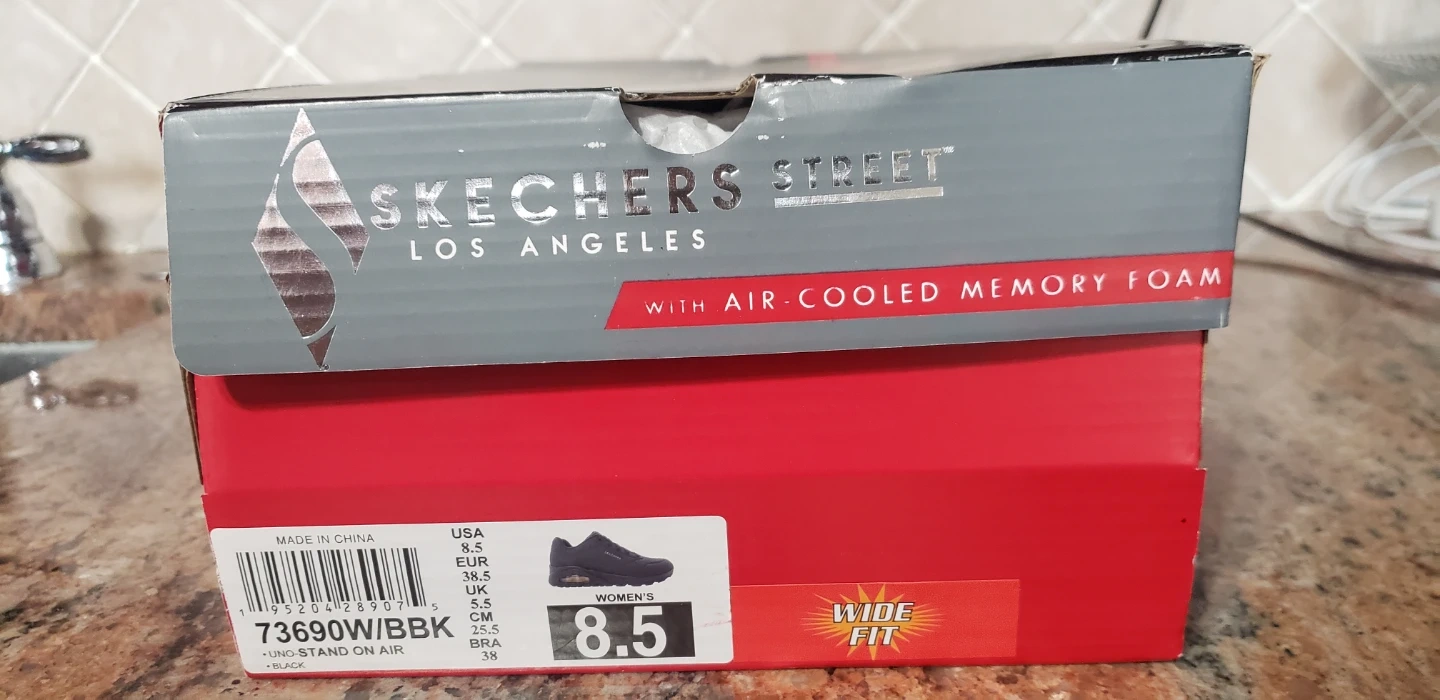 SKECHERS STREET™
LOS ANGELES
WITH AIR-COOLED MEMORY FOAM
MADE IN CHINA
1 95204 28907 5
73690W/BBK
•UNO-STAND ON AIR
•BLACK
USA
8.5
EUR
38.5
UK
5.5
CM
25.5
BRA
38
WOMEN'S
8.5
WIDE
FIT